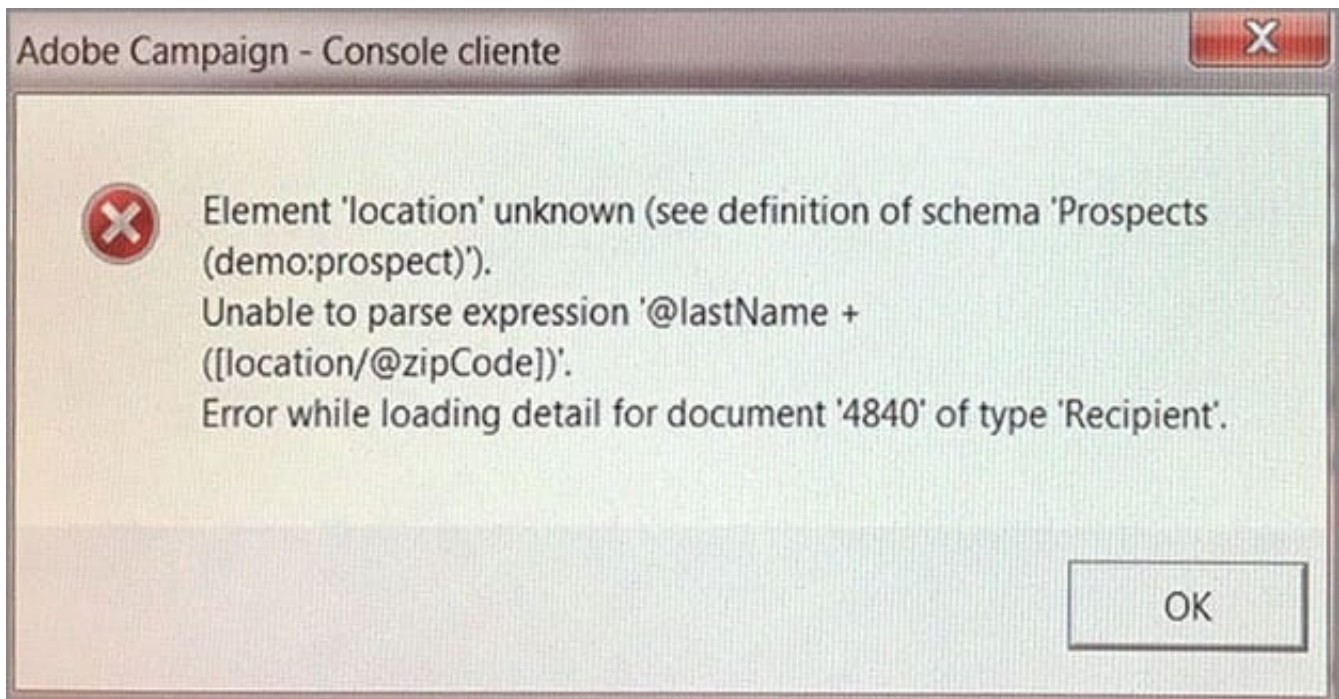 Adobe Campaign - Console cliente
Element 'location' unknown (see definition of schema 'Prospects
(demo:prospect)').
Unable to parse expression '@lastName +
([location/@zipCode])'.
Error while loading detail for document '4840' of type 'Recipient'.
OK